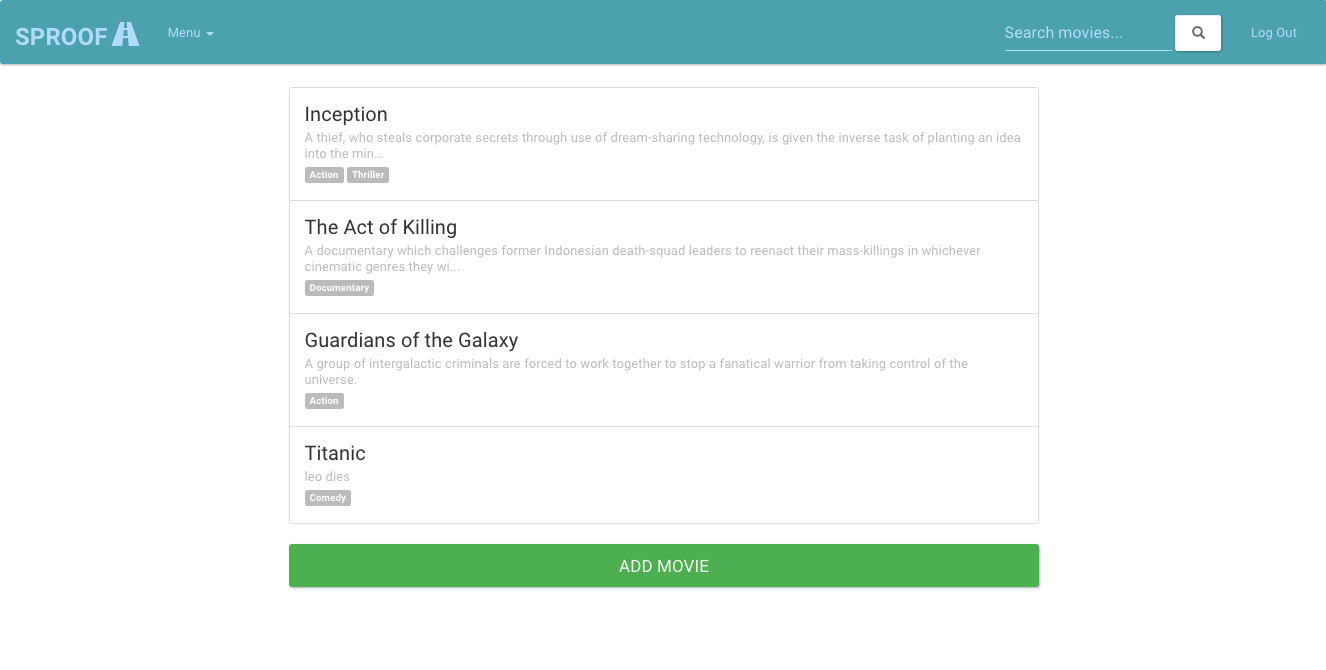 SPROOF
Menu
Search movies...
Log Out
Inception
A thief, who steals corporate secrets through use of dream-sharing technology, is given the inverse task of planting an idea
into the min...
Action Thriller
The Act of Killing
A documentary which challenges former Indonesian death-squad leaders to reenact their mass-killings in whichever
cinematic genres they wi...
Documentary
Guardians of the Galaxy
A group of intergalactic criminals are forced to work together to stop a fanatical warrior from taking control of the
universe.
Action
Titanic
leo dies
Comedy
ADD MOVIE